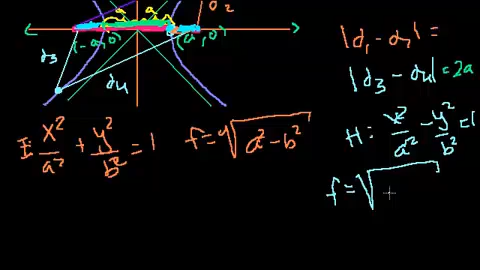 a a
d₂
(-a, 0) (a, 0)
|d₁ - d₂| =
d₃
d₄
|d₃ - d₄| = 2a
E: x²/a² + y²/b² = 1 f = √(a² - b²)
H: x²/a² - y²/b² = 1
f = √